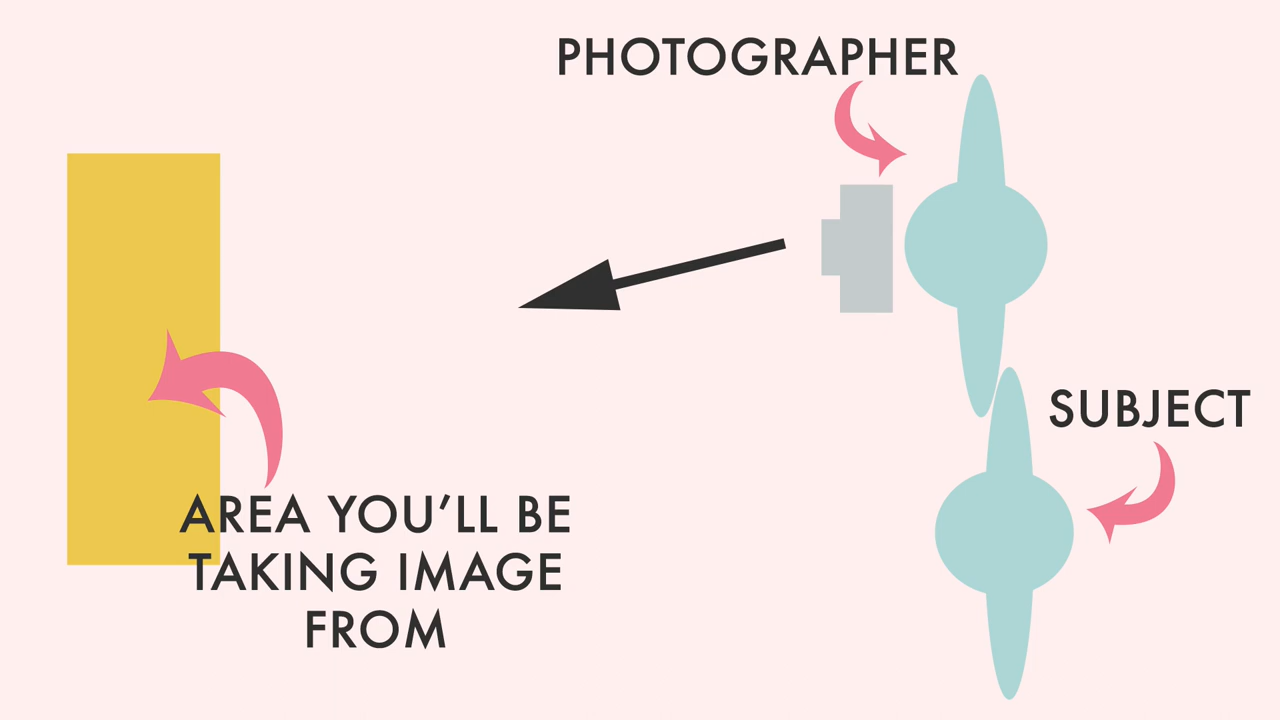 PHOTOGRAPHER
SUBJECT
AREA YOU'LL BE
TAKING IMAGE
FROM